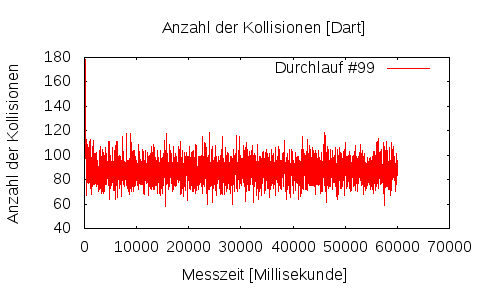 Anzahl der Kollisionen [Dart]
Durchlauf #99
Anzahl der Kollisionen
180
160
140
120
100
80
60
40
0 10000 20000 30000 40000 50000 60000 70000
Messzeit [Millisekunde]